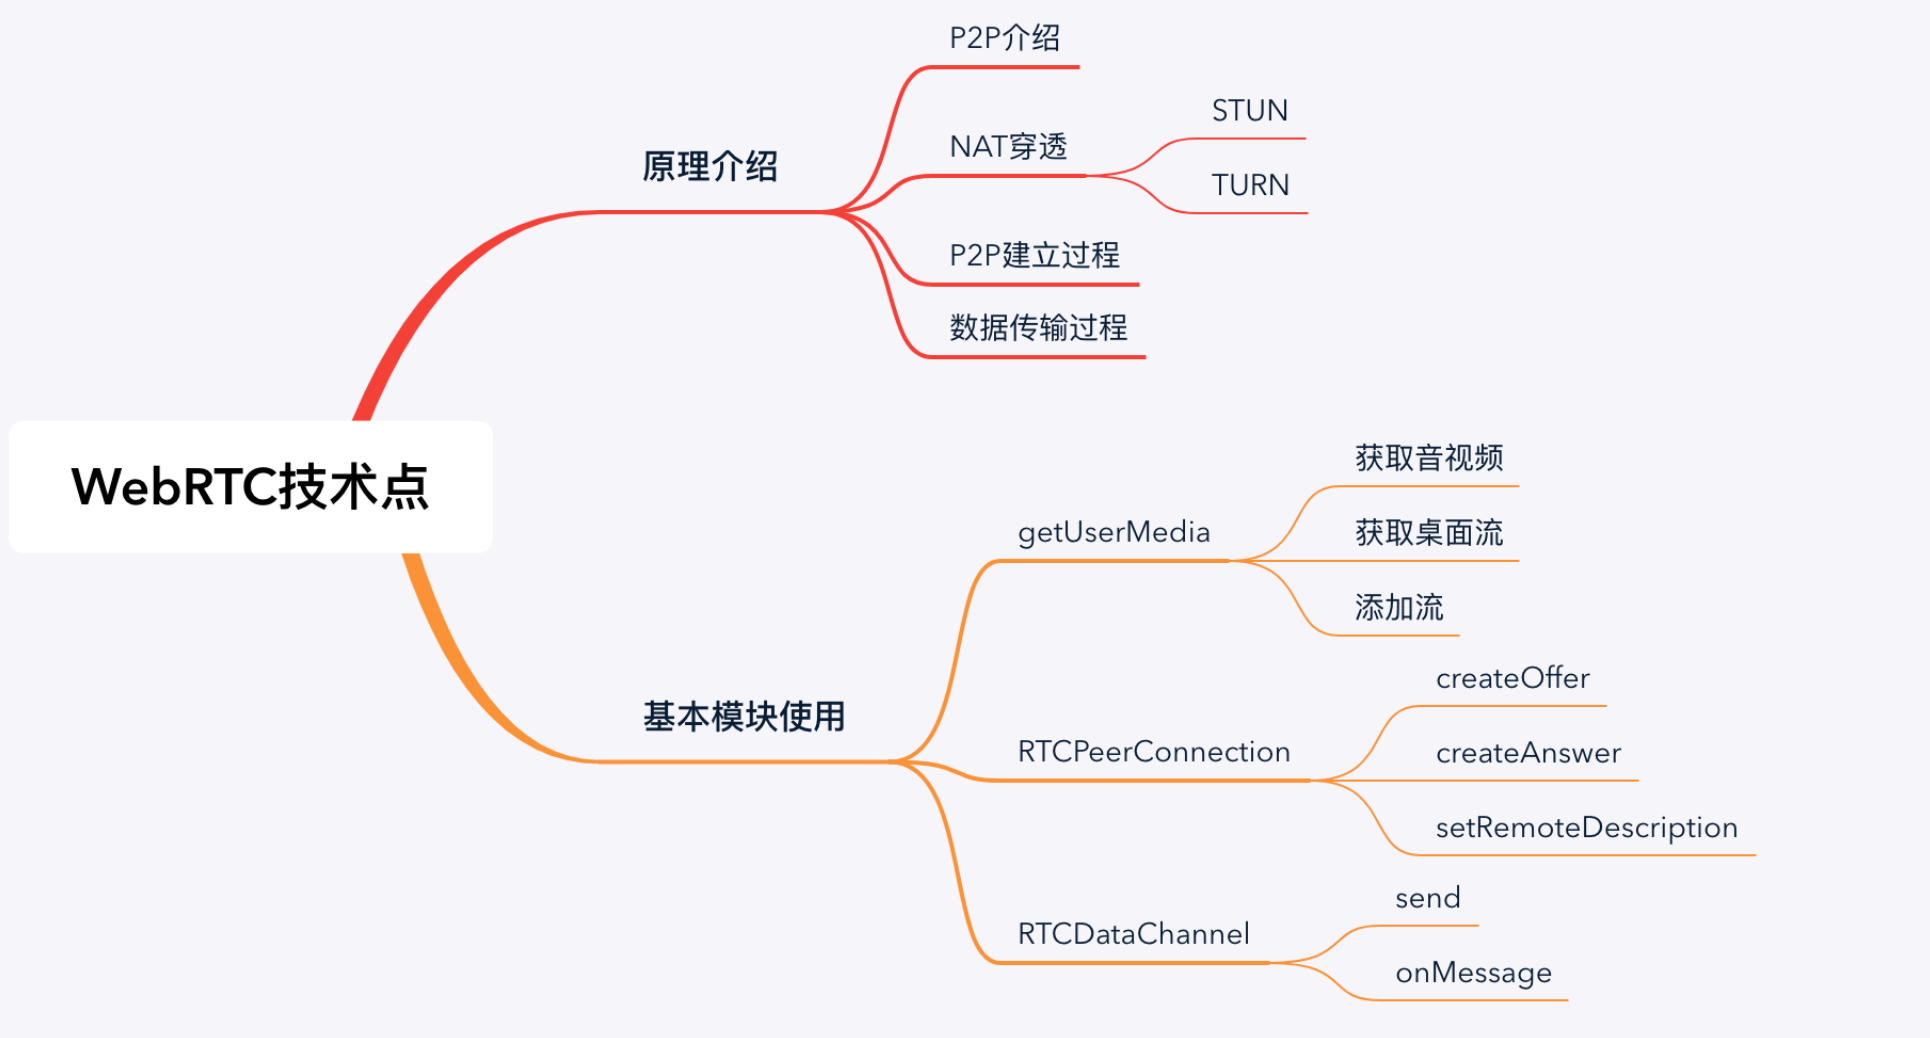 WebRTC技术点
原理介绍
P2P介绍
NAT穿透
STUN
TURN
P2P建立过程
数据传输过程
基本模块使用
getUserMedia
获取音视频
获取桌面流
添加流
RTCPeerConnection
createOffer
createAnswer
setRemoteDescription
RTCDataChannel
send
onMessage